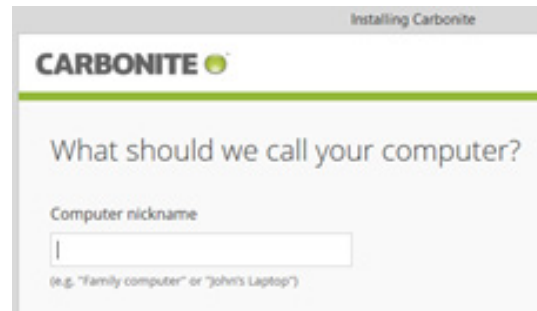 Installing Carbonite
CARBONITE
What should we call your computer?
Computer nickname
(e.g. "Family computer" or "John's Laptop")